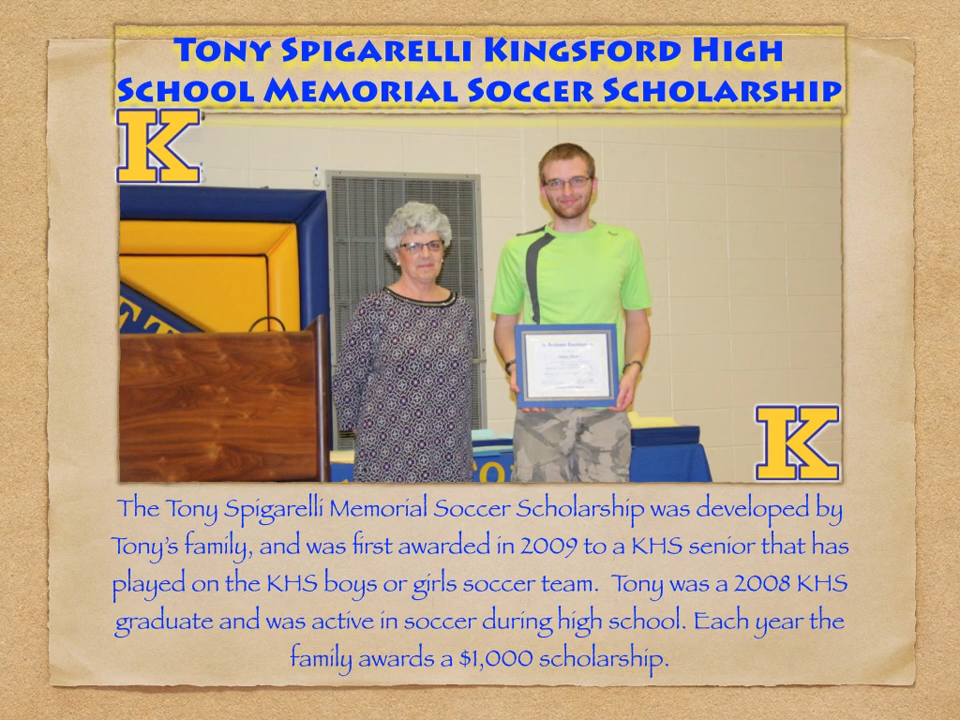 Tony Spigarelli Kingsford High
School Memorial Soccer Scholarship
K
K
The Tony Spigarelli Memorial Soccer Scholarship was developed by
Tony's family, and was first awarded in 2009 to a KHS senior that has
played on the KHS boys or girls soccer team. Tony was a 2008 KHS
graduate and was active in soccer during high school. Each year the
family awards a $1,000 scholarship.